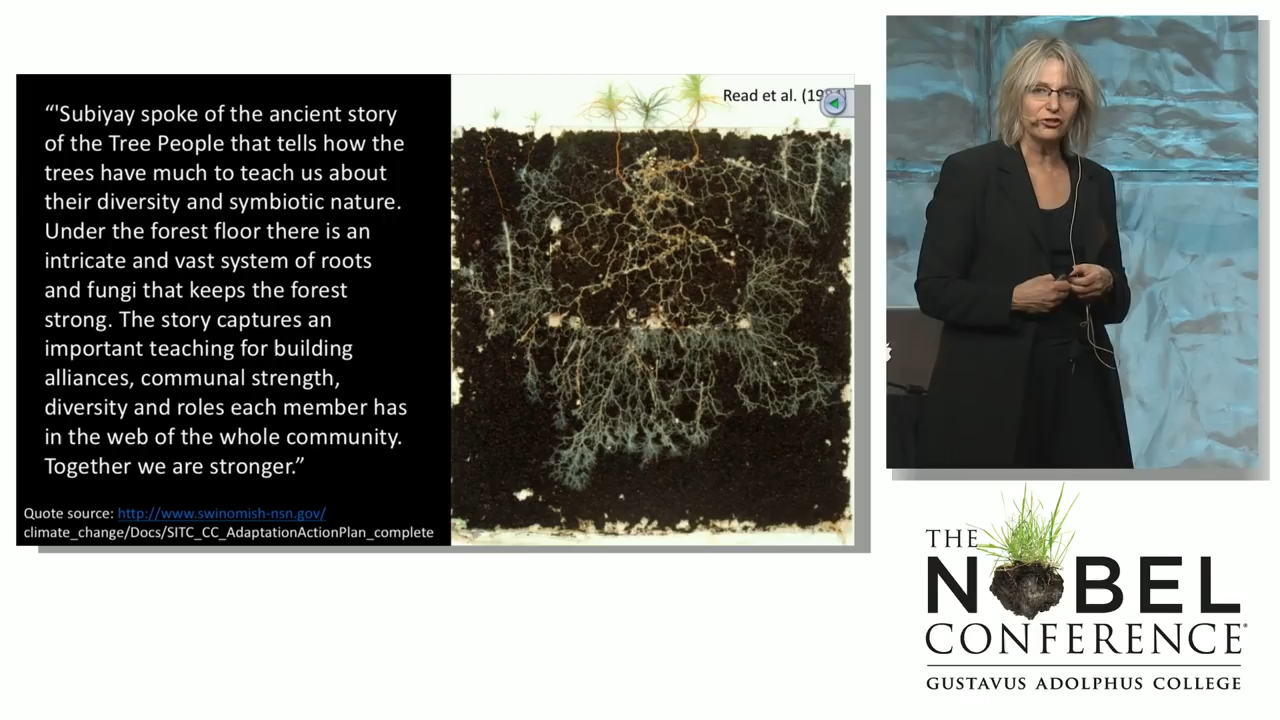 “'Subiyay spoke of the ancient story
of the Tree People that tells how the
trees have much to teach us about
their diversity and symbiotic nature.
Under the forest floor there is an
intricate and vast system of roots
and fungi that keeps the forest
strong. The story captures an
important teaching for building
alliances, communal strength,
diversity and roles each member has
in the web of the whole community.
Together we are stronger.”
Quote source: http://www.swinomish-nsn.gov/
climate_change/Docs/SITC_CC_AdaptationActionPlan_complete
Read et al.
THE
NOBEL
CONFERENCE®
GUSTAVUS ADOLPHUS COLLEGE